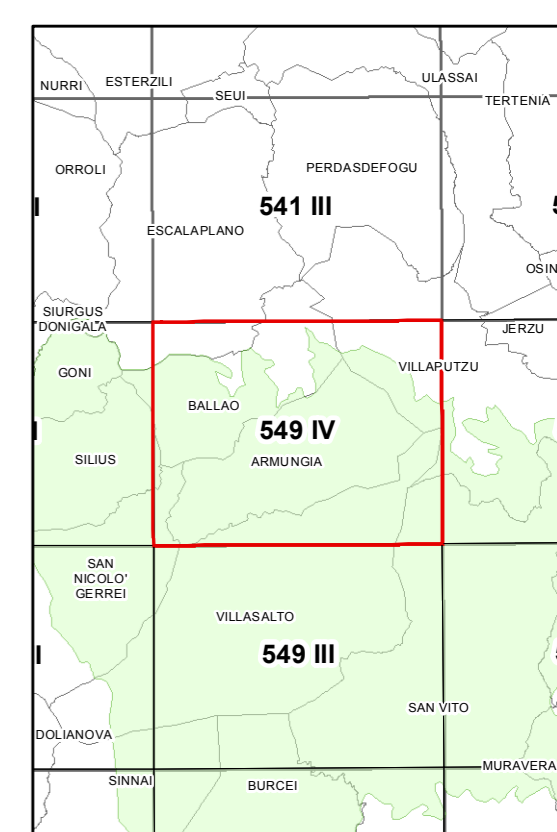 NURRI
ESTERZILI
SEUI
ULASSAI
TERTENIA
ORROLI
PERDASDEFOGU
541 III
I
ESCALAPLANO
OSIN
SIURGUS
DONIGALA
JERZU
GONI
VILLAPUTZU
BALLAO
549 IV
I
SILIUS
ARMUNGIA
SAN
NICOLO'
GERREI
VILLASALTO
549 III
I
SAN VITO
DOLIANOVA
MURAVERA
SINNAI
BURCEI